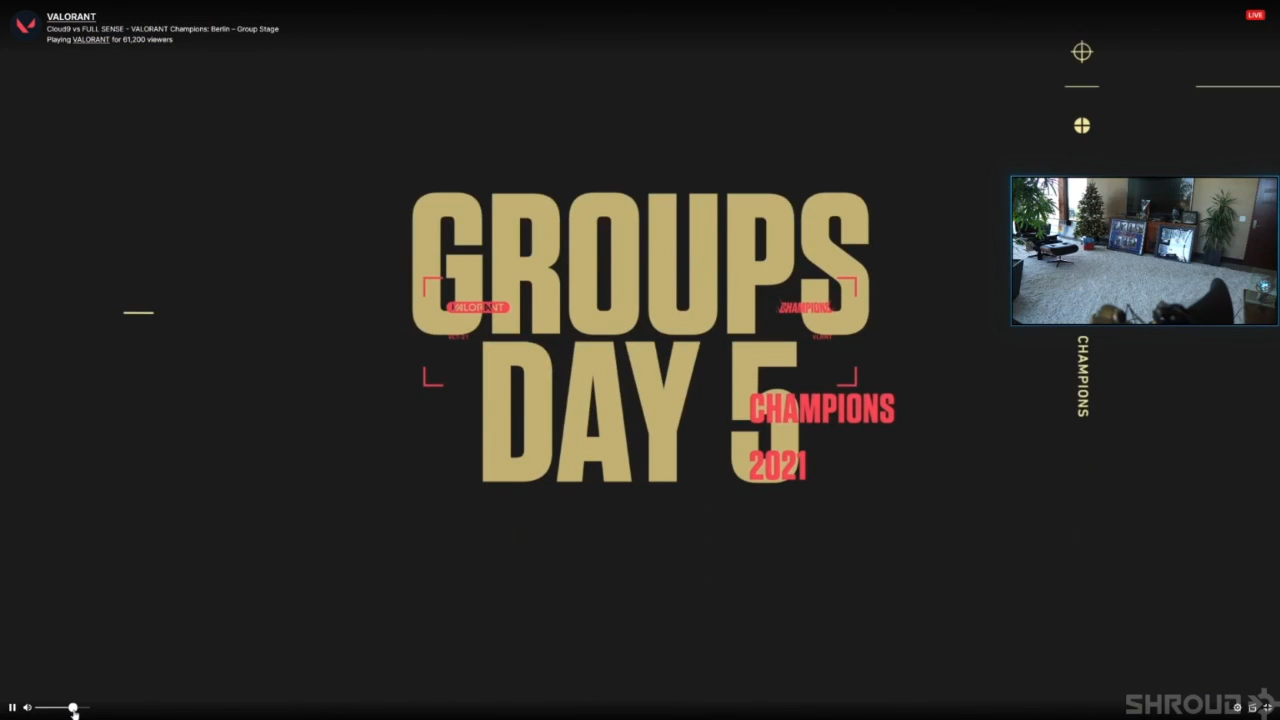 VALORANT
Cloud9 vs FULL SENSE - VALORANT Champions: Berlin – Group Stage
Playing VALORANT for 61,200 viewers
LIVE
GROUPS
VALORANT
CHAMPIONS
DAY 5
CHAMPIONS
2021
CHAMPIONS
SHROUD